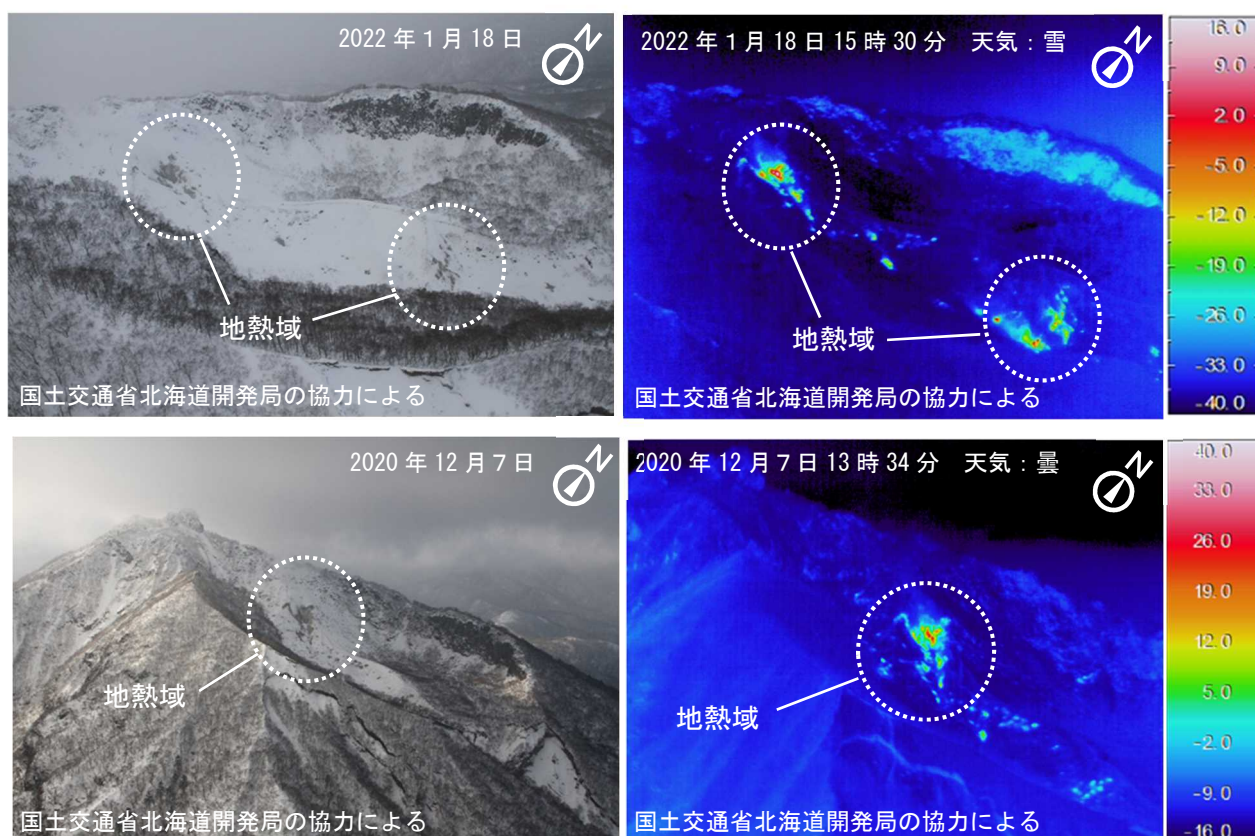 2022年1月18日
N
地熱域
国土交通省北海道開発局の協力による
2022年1月18日15時30分 天気：雪
N
地熱域
国土交通省北海道開発局の協力による
16.0
9.0
2.0
-5.0
-12.0
-19.0
-26.0
-33.0
-40.0
2020年12月7日
N
地熱域
国土交通省北海道開発局の協力による
2020年12月7日13時34分 天気：曇
N
地熱域
国土交通省北海道開発局の協力による
40.0
33.0
26.0
19.0
12.0
5.0
-2.0
-9.0
-16.0